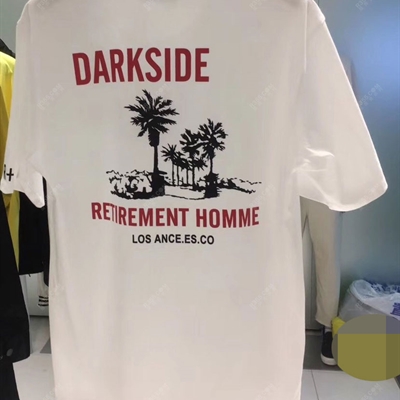 DARKSIDE
RETIREMENT HOMME
LOS ANCE.ES.CO